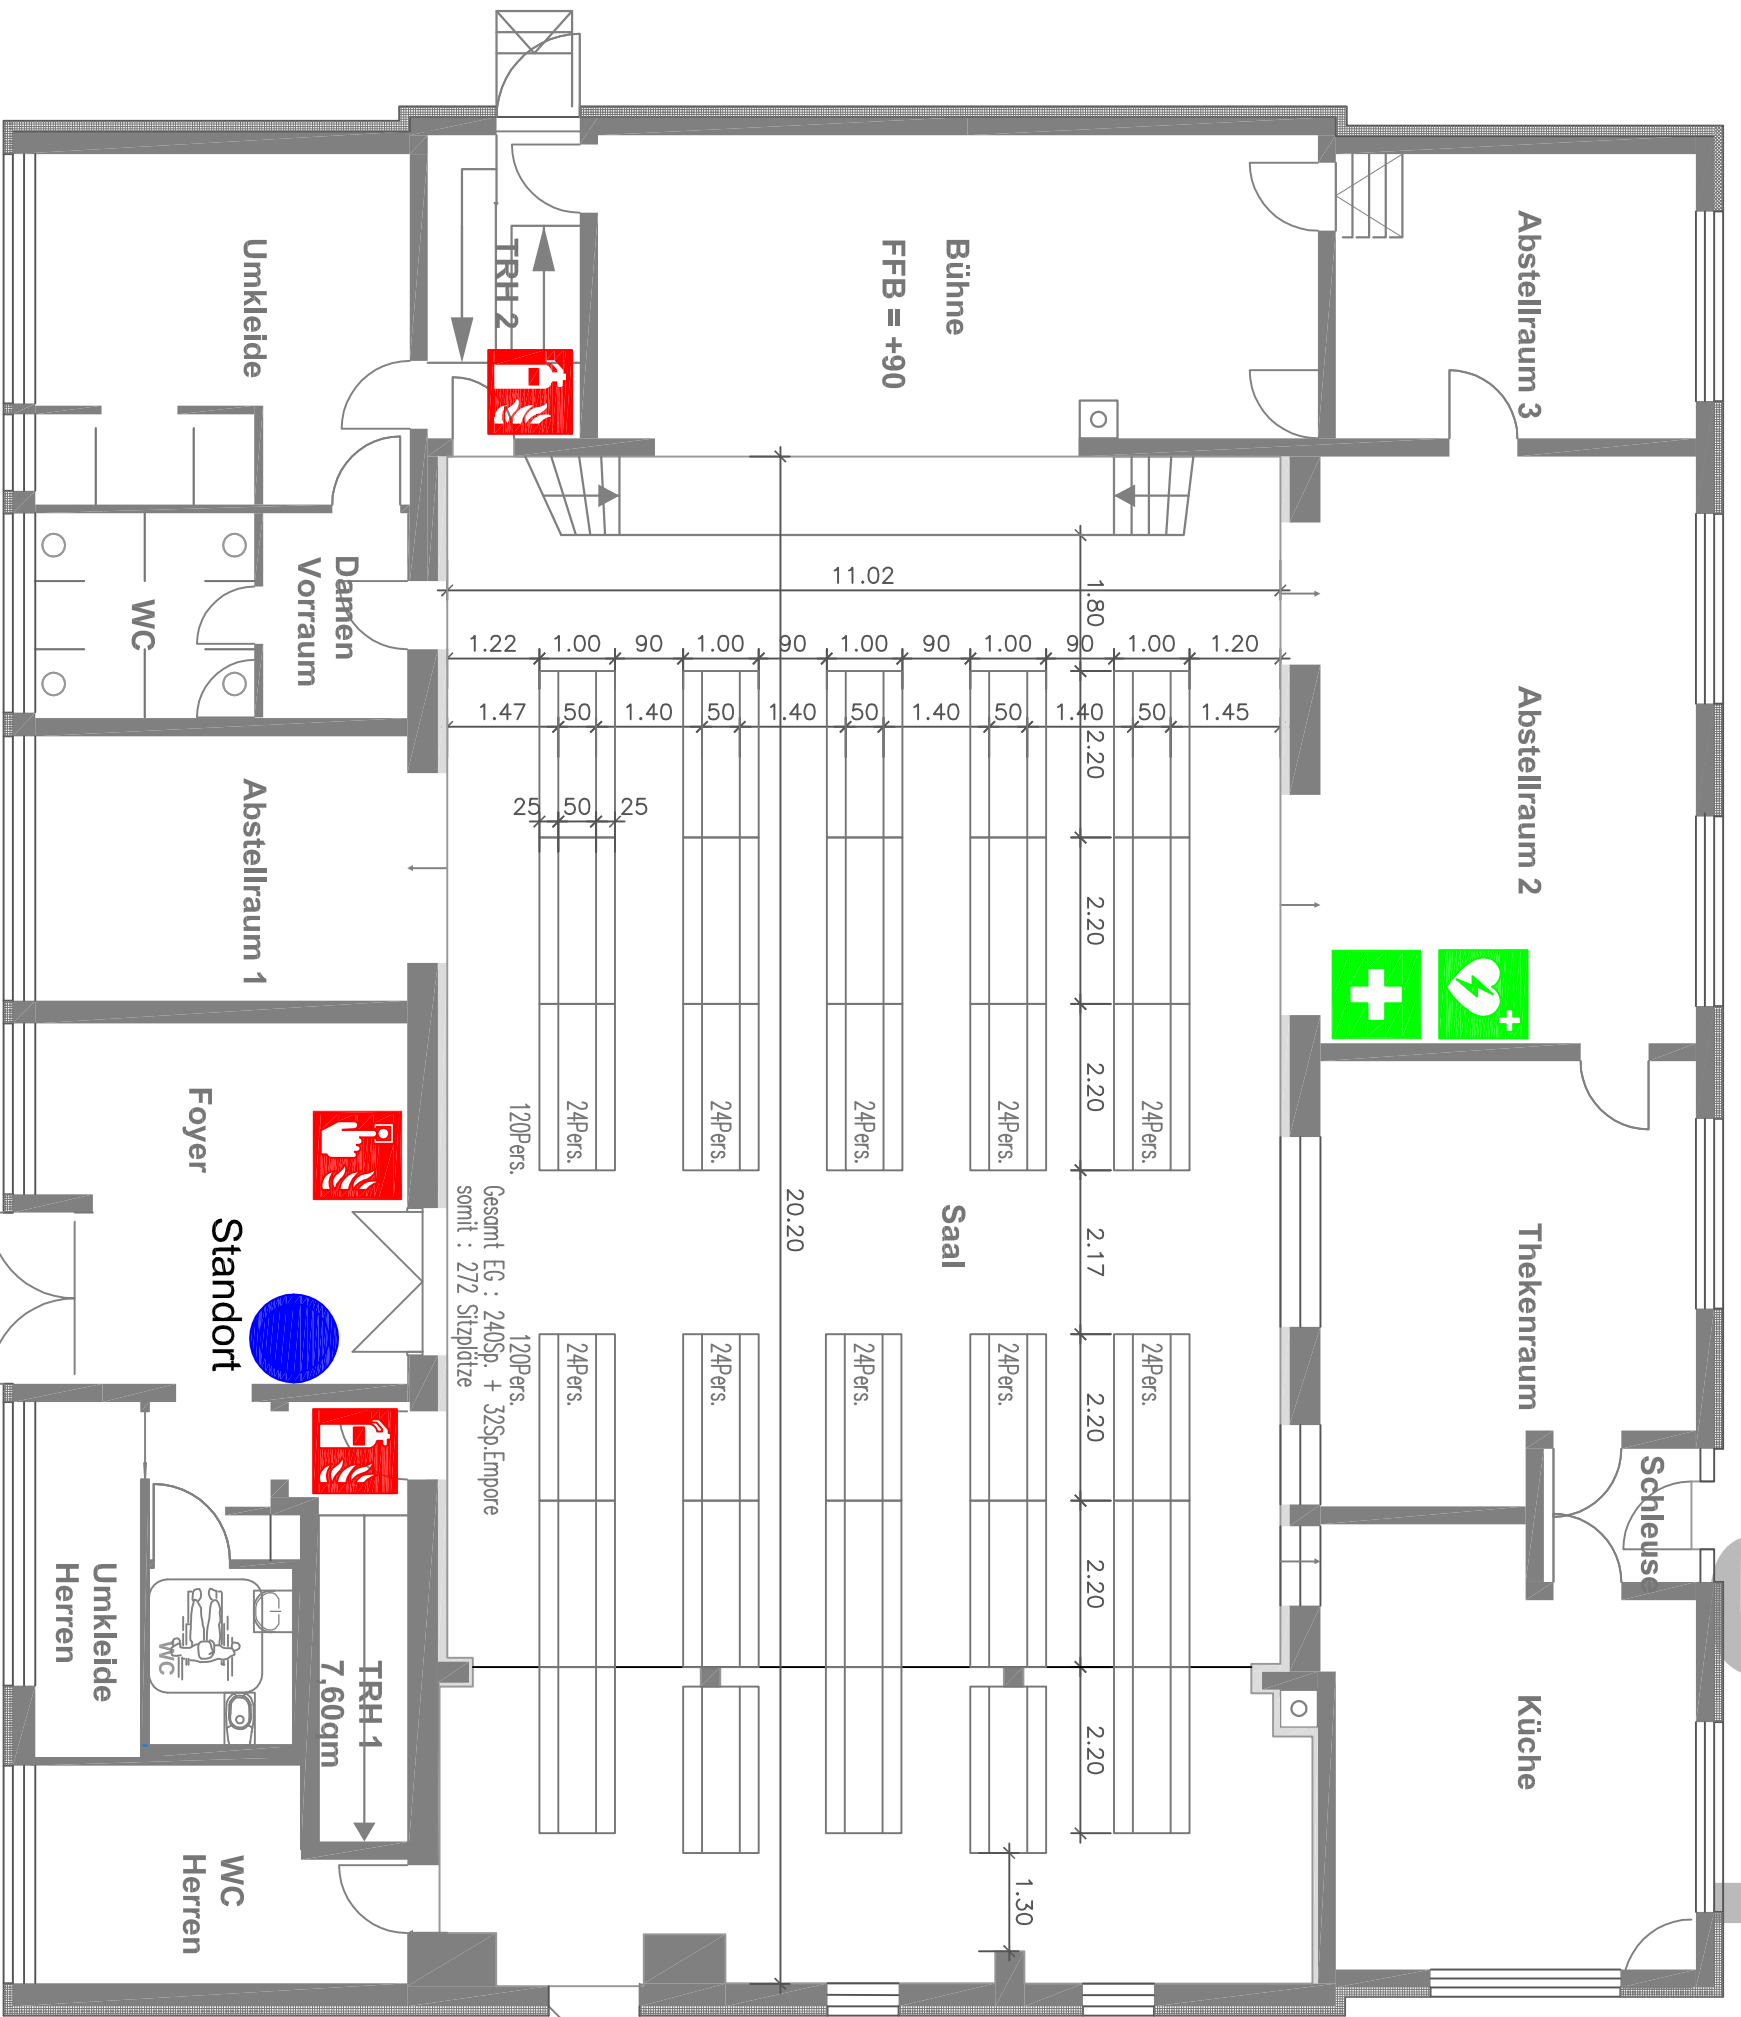 Abstellraum 3
Abstellraum 2
Thekenraum
Schleuse
Küche
Bühne
FFB = +90
TRH 2
Umkleide
Damen
Vorraum
WC
Abstellraum 1
Foyer
Standort
Saal
11.02
1.80
1.22
1.00
90
1.00
90
1.00
90
1.00
90
1.00
1.20
1.47
50
1.40
50
1.40
50
1.40
50
1.40
50
1.45
2.20
25
50
25
2.20
2.20
24Pers.
24Pers.
24Pers.
24Pers.
24Pers.
120Pers.
2.17
20.20
Gesamt EG : 240Sp. + 32Sp.Empore
somit : 272 Sitzplätze
120Pers.
24Pers.
24Pers.
24Pers.
24Pers.
24Pers.
2.20
2.20
2.20
1.30
Umkleide
Herren
WC
TRH 1
7,60qm
WC
Herren